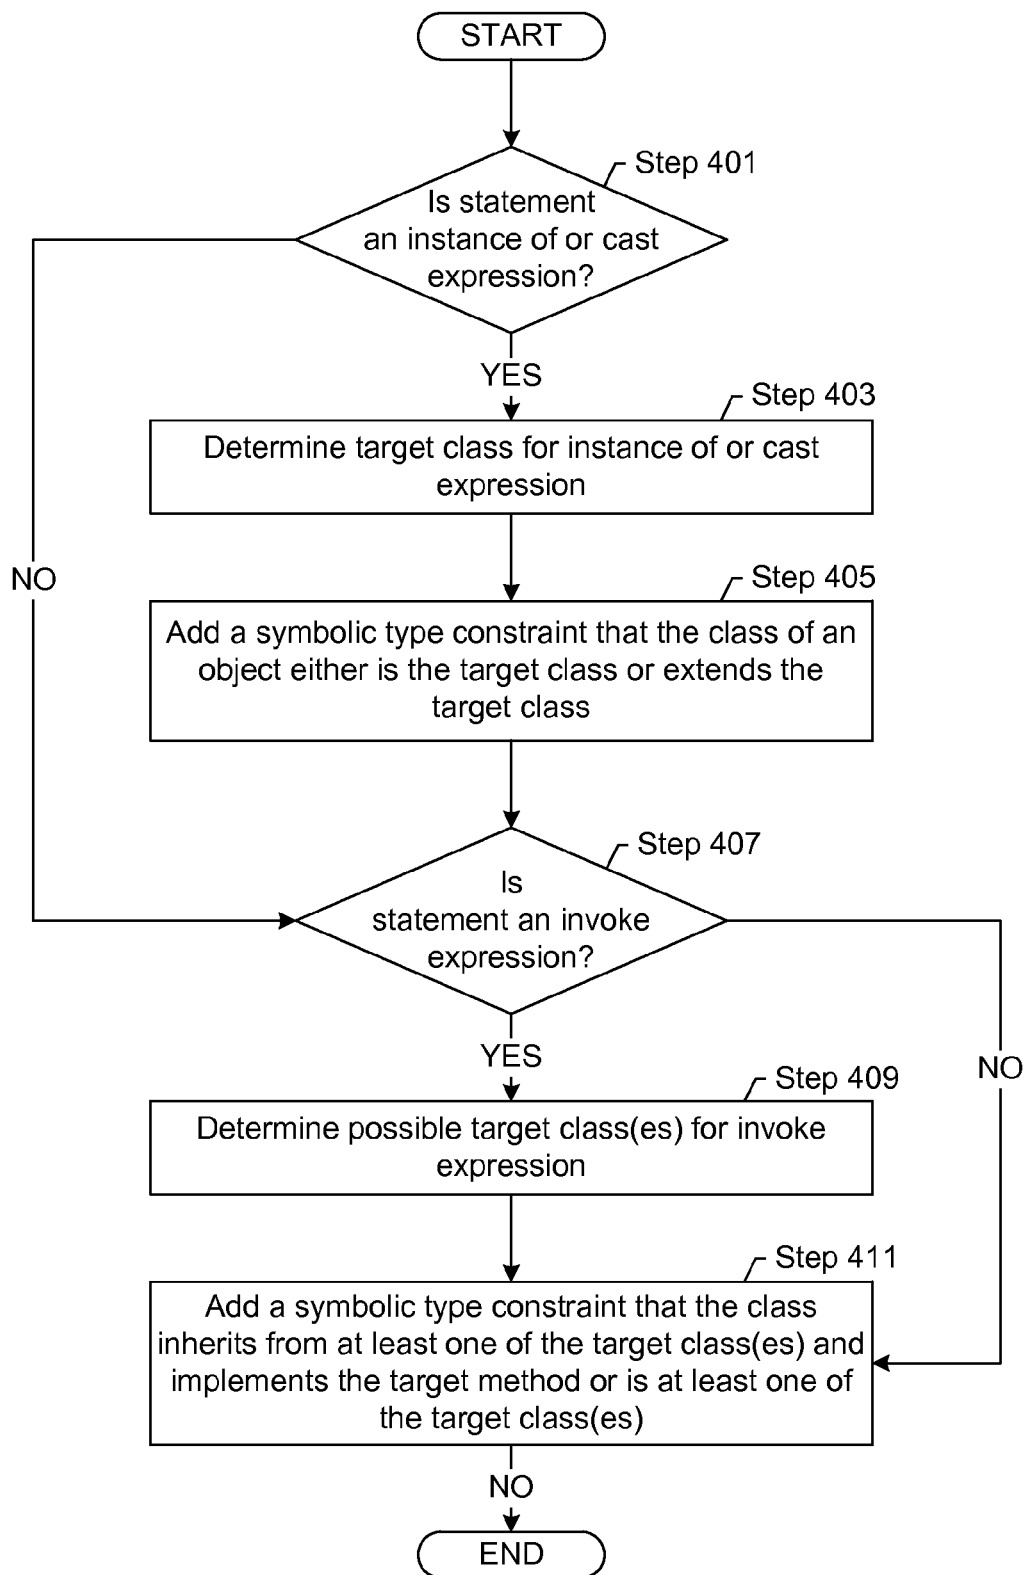 START
Step 401
Is statement
an instance of or cast
expression?
YES
Step 403
Determine target class for instance of or cast
expression
NO
Step 405
Add a symbolic type constraint that the class of an
object either is the target class or extends the
target class
Step 407
Is
statement an invoke
expression?
YES
NO
Step 409
Determine possible target class(es) for invoke
expression
Step 411
Add a symbolic type constraint that the class
inherits from at least one of the target class(es) and
implements the target method or is at least one of
the target class(es)
NO
END